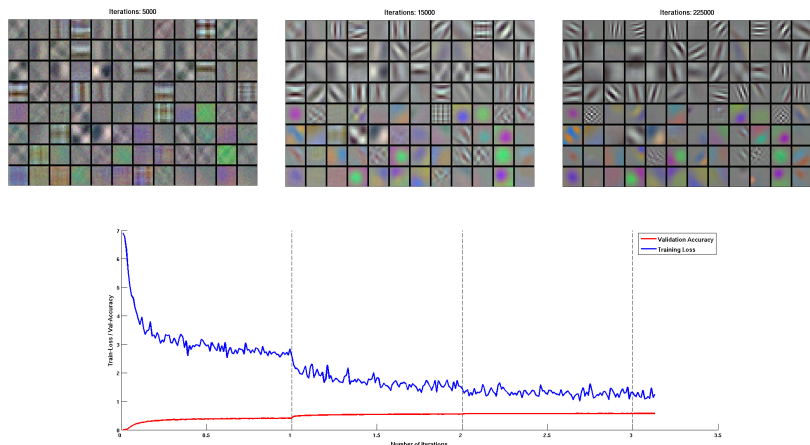 Iterations: 5000
Iterations: 15000
Iterations: 225000
7
6
5
4
3
2
1
0
Train-Loss / Val-Accuracy
Validation Accuracy
Training Loss
0 0.5 1 1.5 2 2.5 3 3.5
Number of Iterations